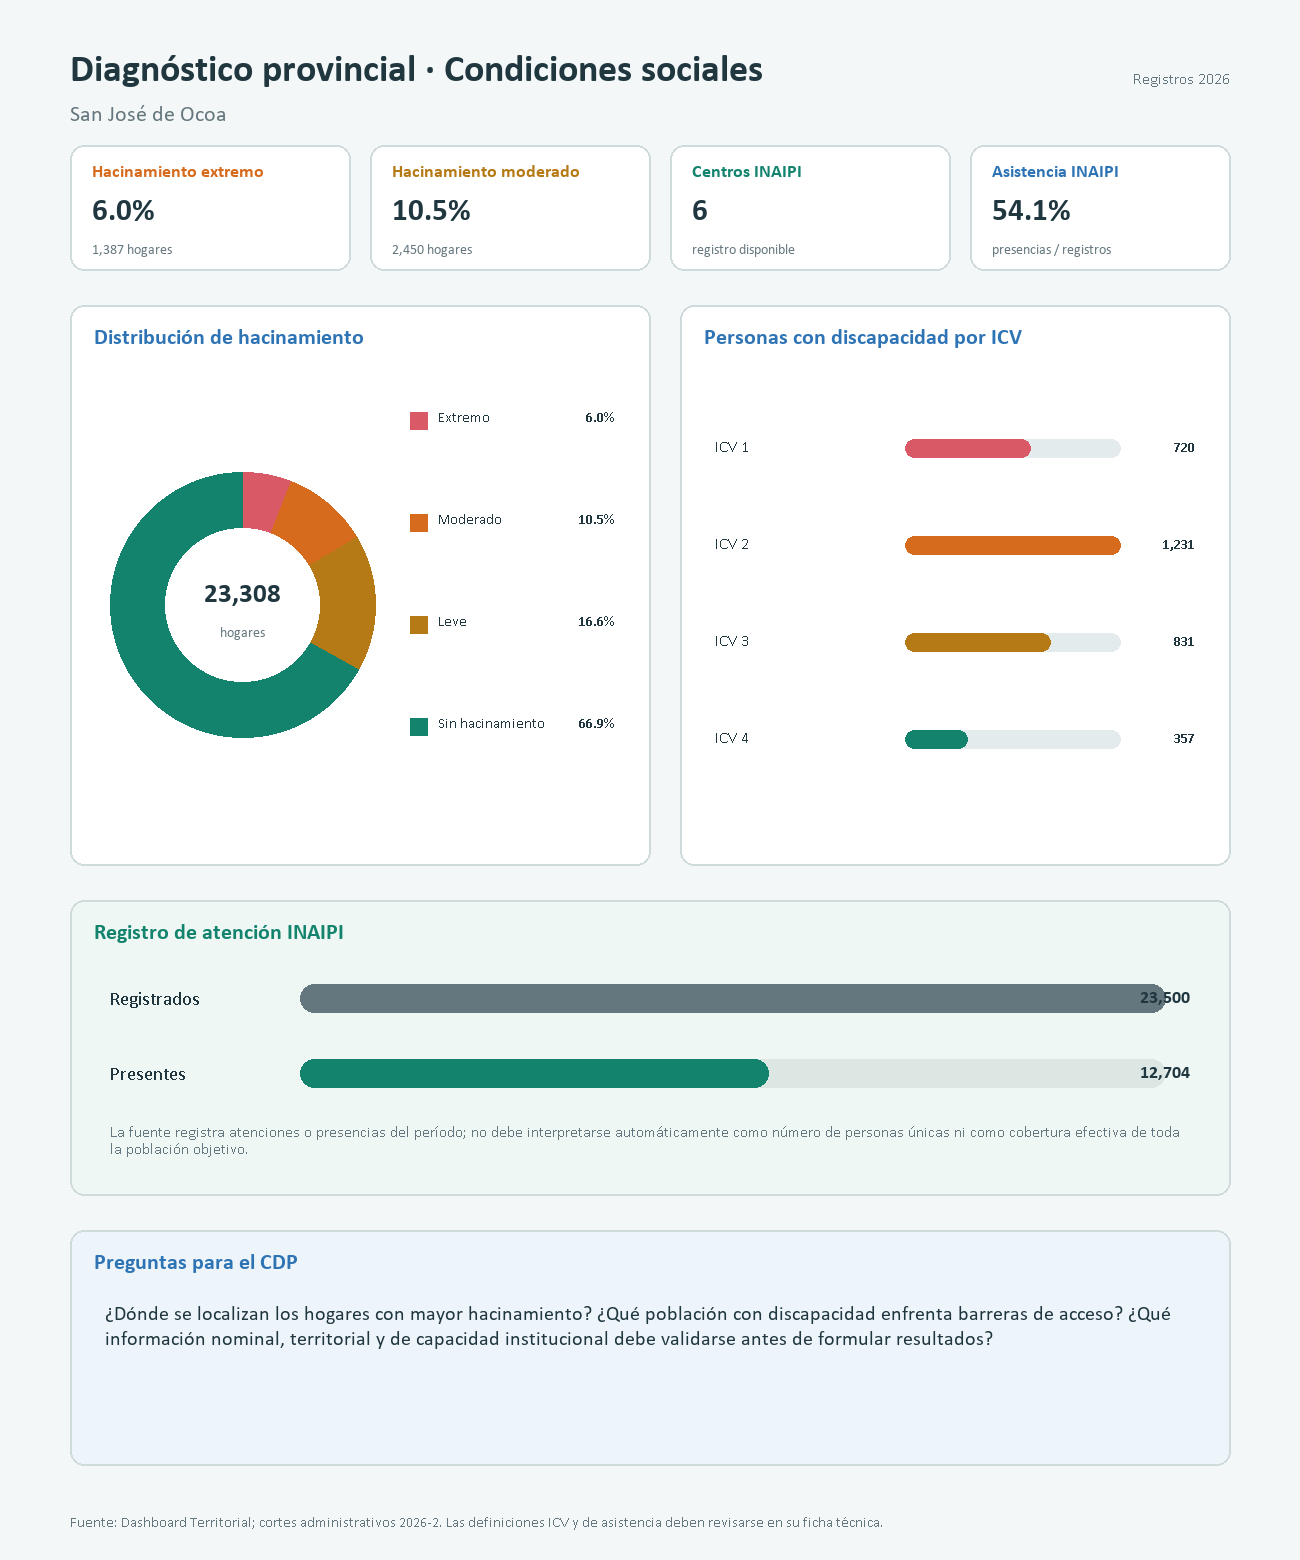 Diagnóstico provincial · Condiciones sociales
Registros 2026
San José de Ocoa
Hacinamiento extremo
6.0%
1,387 hogares
Hacinamiento moderado
10.5%
2,450 hogares
Centros INAIPI
6
registro disponible
Asistencia INAIPI
54.1%
presencias / registros
Distribución de hacinamiento
Extremo 6.0%
Moderado 10.5%
Leve 16.6%
Sin hacinamiento 66.9%
23,308
hogares
Personas con discapacidad por ICV
ICV 1 720
ICV 2 1,231
ICV 3 831
ICV 4 357
Registro de atención INAIPI
Registrados 23,500
Presentes 12,704
La fuente registra atenciones o presencias del período; no debe interpretarse automáticamente como número de personas únicas ni como cobertura efectiva de toda
la población objetivo.
Preguntas para el CDP
¿Dónde se localizan los hogares con mayor hacinamiento? ¿Qué población con discapacidad enfrenta barreras de acceso? ¿Qué
información nominal, territorial y de capacidad institucional debe validarse antes de formular resultados?
Fuente: Dashboard Territorial; cortes administrativos 2026-2. Las definiciones ICV y de asistencia deben revisarse en su ficha técnica.